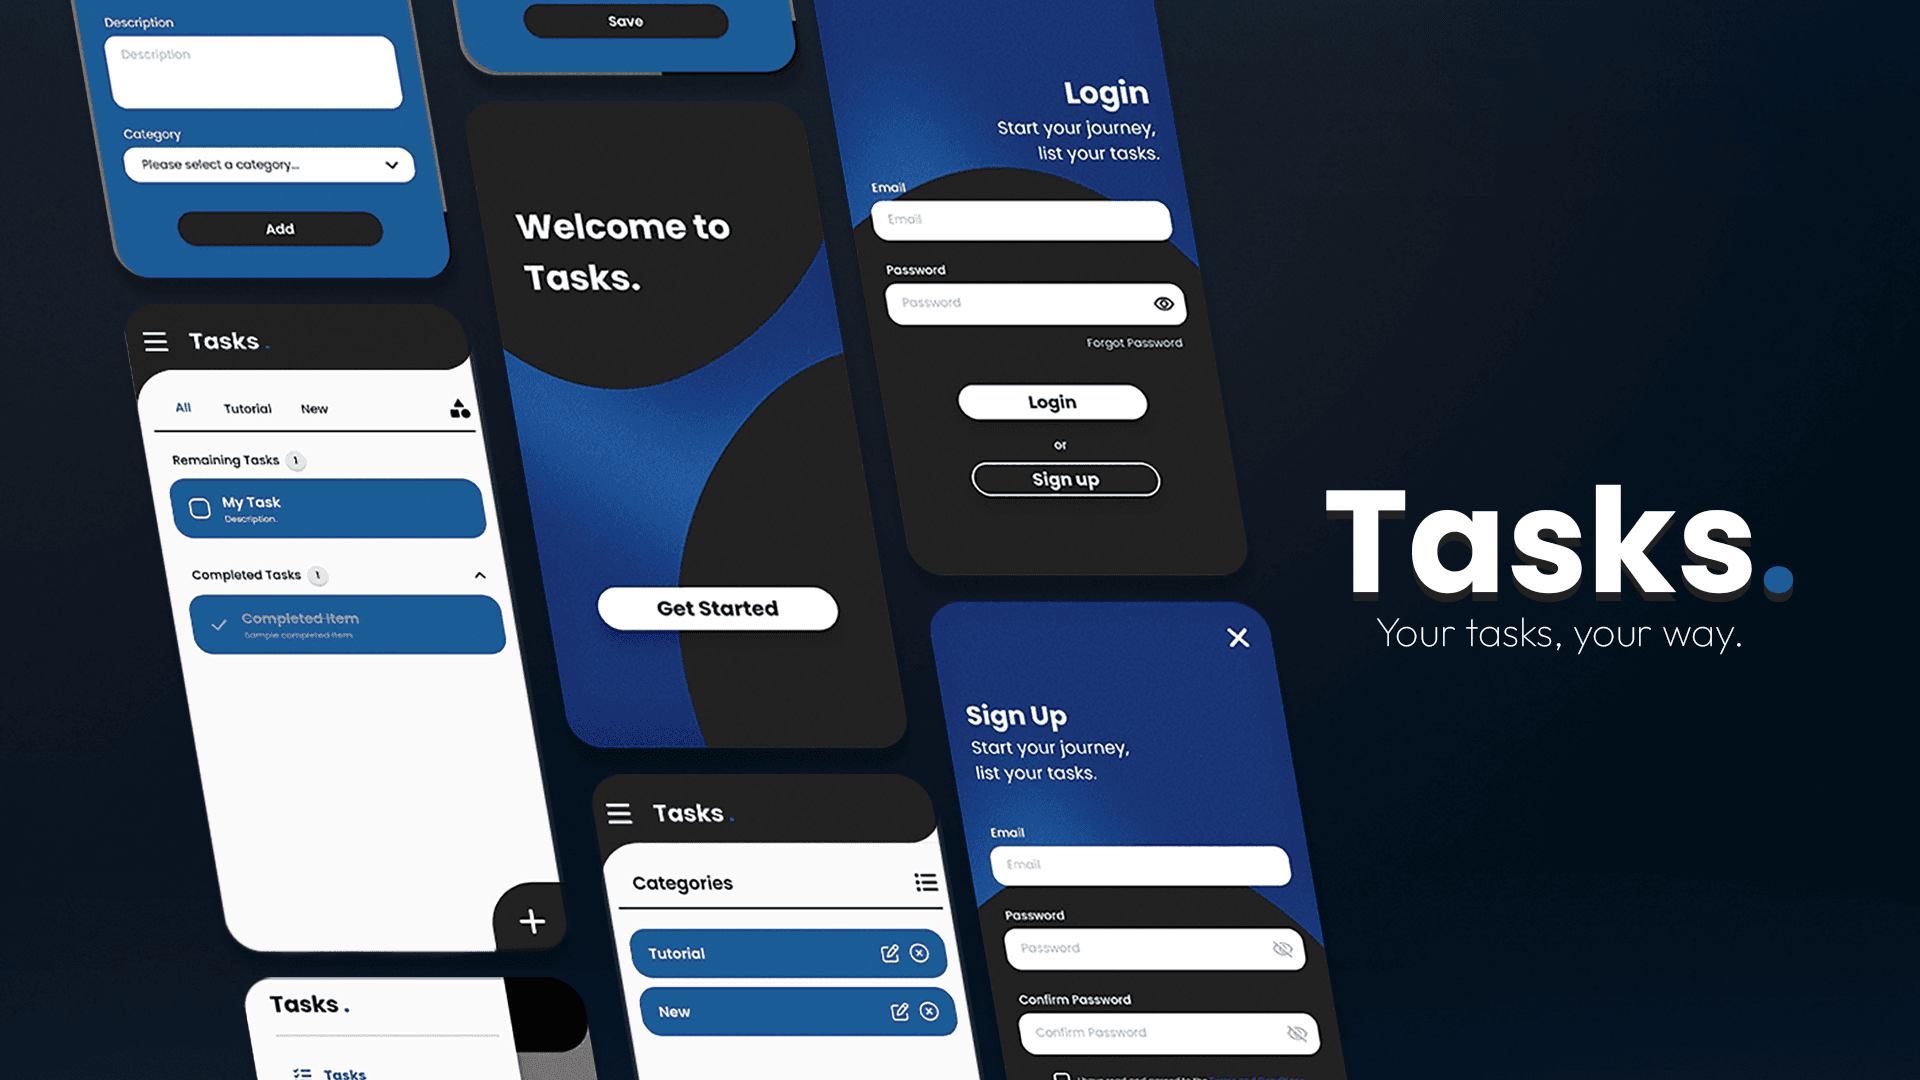 Description
Description
Category
Please select a category...
Add
Tasks.
All
Tutorial
New
Remaining Tasks 1
My Task
Description.
Completed Tasks 1
Completed Item
Sample completed item
Tasks.
Tasks
Save
Welcome to
Tasks.
Get Started
Tasks.
Categories
Tutorial
New
Login
Start your journey,
list your tasks.
Email
Email
Password
Password
Forgot Password
Login
or
Sign up
Sign Up
Start your journey,
list your tasks.
Email
Email
Password
Password
Confirm Password
Confirm Password
Tasks.
Your tasks, your way.